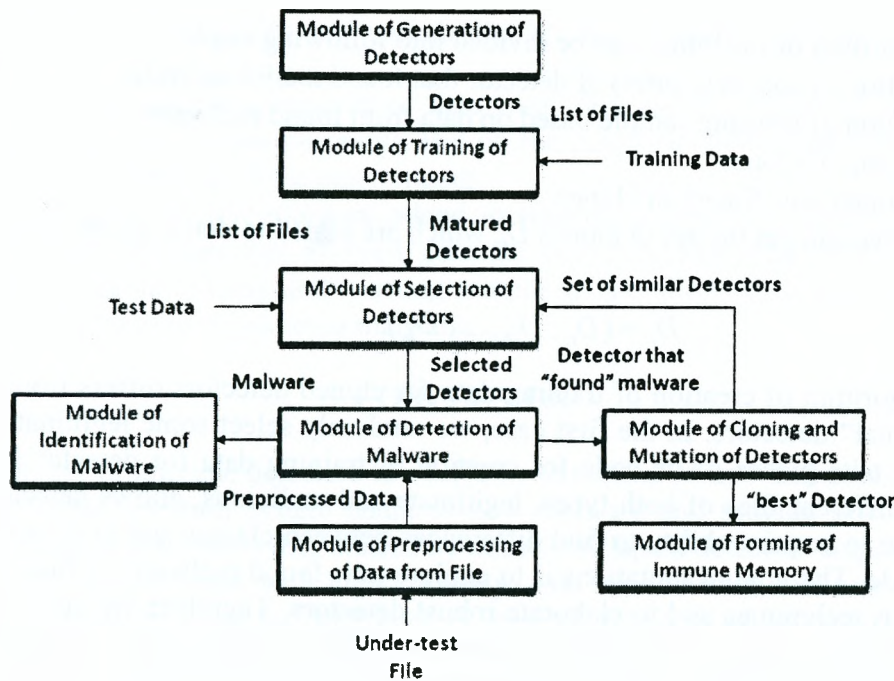 Module of Generation of
Detectors
Detectors
List of Files
Module of Training of
Detectors
Training Data
List of Files
Matured
Detectors
Module of Selection of
Detectors
Set of similar Detectors
Test Data
Malware
Selected
Detectors
Detector that
“found” malware
Module of
Identification of
Malware
Module of Detection of
Malware
Module of Cloning and
Mutation of Detectors
Preprocessed Data
“best” Detector
Module of Preprocessing
of Data from File
Module of Forming of
Immune Memory
Under-test
File